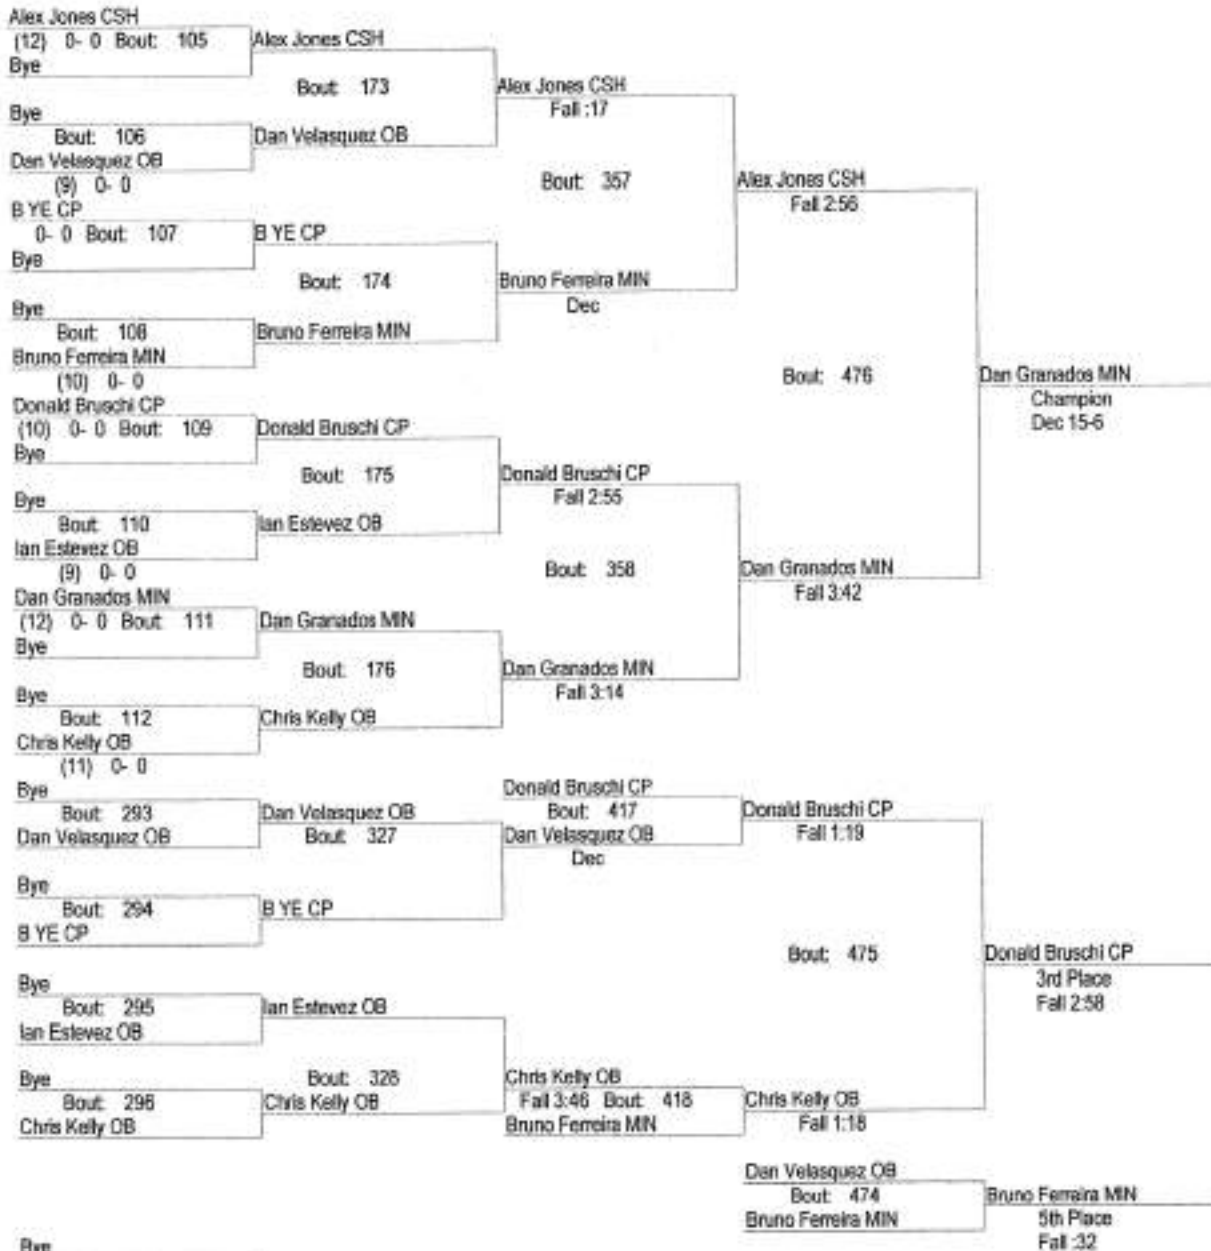 Alex Jones CSH
(12) 0- 0 Bout: 105
Bye
Alex Jones CSH
Bout: 173
Bye
Bout: 106
Dan Velasquez OB
(9) 0- 0
Dan Velasquez OB
Alex Jones CSH
Fall :17
Bout: 357
B YE CP
0- 0 Bout: 107
Bye
B YE CP
Bout: 174
Bye
Bout: 108
Bruno Ferreira MIN
(10) 0- 0
Bruno Ferreira MIN
Bruno Ferreira MIN
Dec
Alex Jones CSH
Fall 2:56
Bout: 476
Donald Bruschi CP
(10) 0- 0 Bout: 109
Bye
Donald Bruschi CP
Bout: 175
Bye
Bout: 110
Ian Estevez OB
(9) 0- 0
Ian Estevez OB
Donald Bruschi CP
Fall 2:55
Bout: 358
Dan Granados MIN
(12) 0- 0 Bout: 111
Bye
Dan Granados MIN
Bout: 176
Bye
Bout: 112
Chris Kelly OB
(11) 0- 0
Chris Kelly OB
Dan Granados MIN
Fall 3:14
Dan Granados MIN
Fall 3:42
Dan Granados MIN
Champion
Dec 15-6
Bye
Bout: 293
Dan Velasquez OB
Dan Velasquez OB
Bout: 327
Bye
Bout: 294
B YE CP
B YE CP
Donald Bruschi CP
Bout: 417
Dan Velasquez OB
Dec
Donald Bruschi CP
Fall 1:19
Bout: 475
Bye
Bout: 295
Ian Estevez OB
Ian Estevez OB
Bout: 328
Bye
Bout: 296
Chris Kelly OB
Chris Kelly OB
Chris Kelly OB
Fall 3:46 Bout: 418
Bruno Ferreira MIN
Chris Kelly OB
Fall 1:18
Donald Bruschi CP
3rd Place
Fall 2:58
Dan Velasquez OB
Bout: 474
Bruno Ferreira MIN
Bruno Ferreira MIN
5th Place
Fall :32
Bye